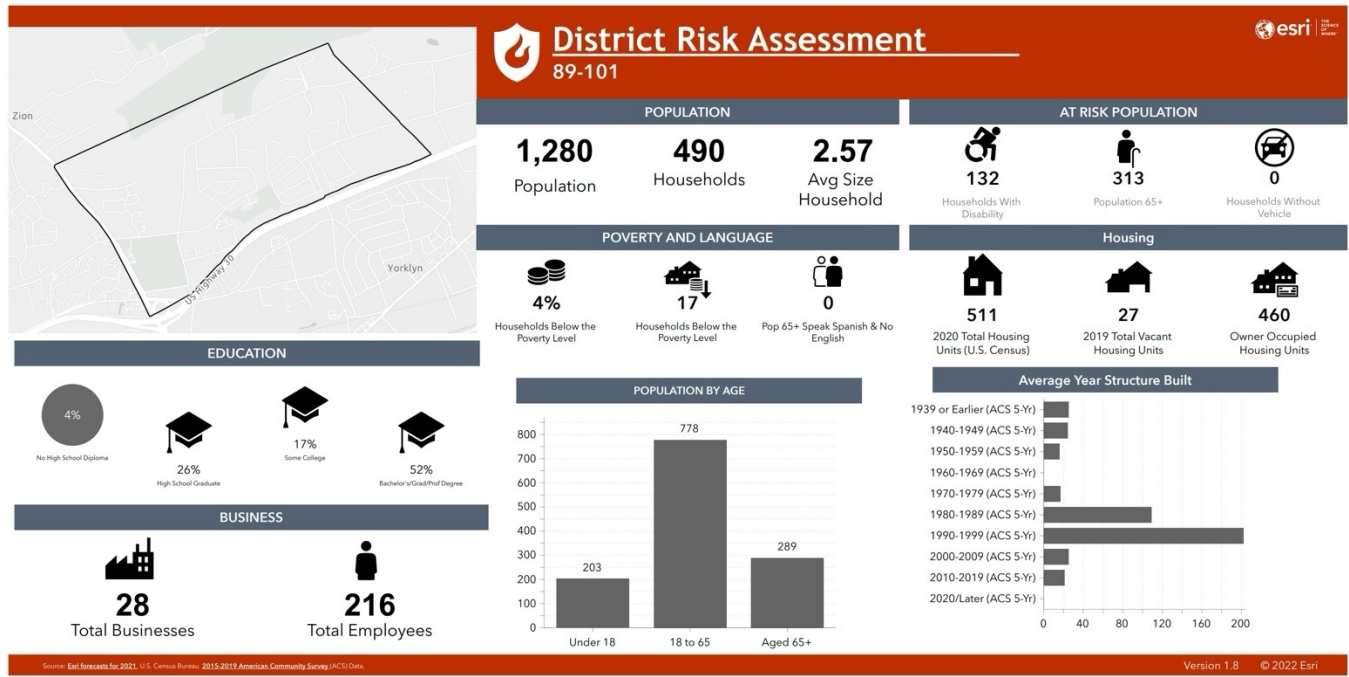 District Risk Assessment
89-101
esri
THE
SCIENCE
OF
WHERE
Zion
US Highway 30
Yorklyn
POPULATION
1,280
Population
490
Households
2.57
Avg Size
Household
AT RISK POPULATION
132
Households With
Disability
313
Population 65+
0
Households Without
Vehicle
POVERTY AND LANGUAGE
4%
Households Below the
Poverty Level
17
Households Below the
Poverty Level
0
Pop 65+ Speak Spanish & No
English
Housing
511
2020 Total Housing
Units (U.S. Census)
27
2019 Total Vacant
Housing Units
460
Owner Occupied
Housing Units
EDUCATION
4%
No High School Diploma
26%
High School Graduate
17%
Some College
52%
Bachelor's/Grad/Prof Degree
BUSINESS
28
Total Businesses
216
Total Employees
POPULATION BY AGE
800
700
600
500
400
300
200
100
0
203
778
289
Under 18
18 to 65
Aged 65+
Average Year Structure Built
1939 or Earlier (ACS 5-Yr)
1940-1949 (ACS 5-Yr)
1950-1959 (ACS 5-Yr)
1960-1969 (ACS 5-Yr)
1970-1979 (ACS 5-Yr)
1980-1989 (ACS 5-Yr)
1990-1999 (ACS 5-Yr)
2000-2009 (ACS 5-Yr)
2010-2019 (ACS 5-Yr)
2020/Later (ACS 5-Yr)
0 40 80 120 160 200
Source: Esri forecasts for 2021, U.S. Census Bureau 2015-2019 American Community Survey (ACS) Data.
Version 1.8 © 2022 Esri